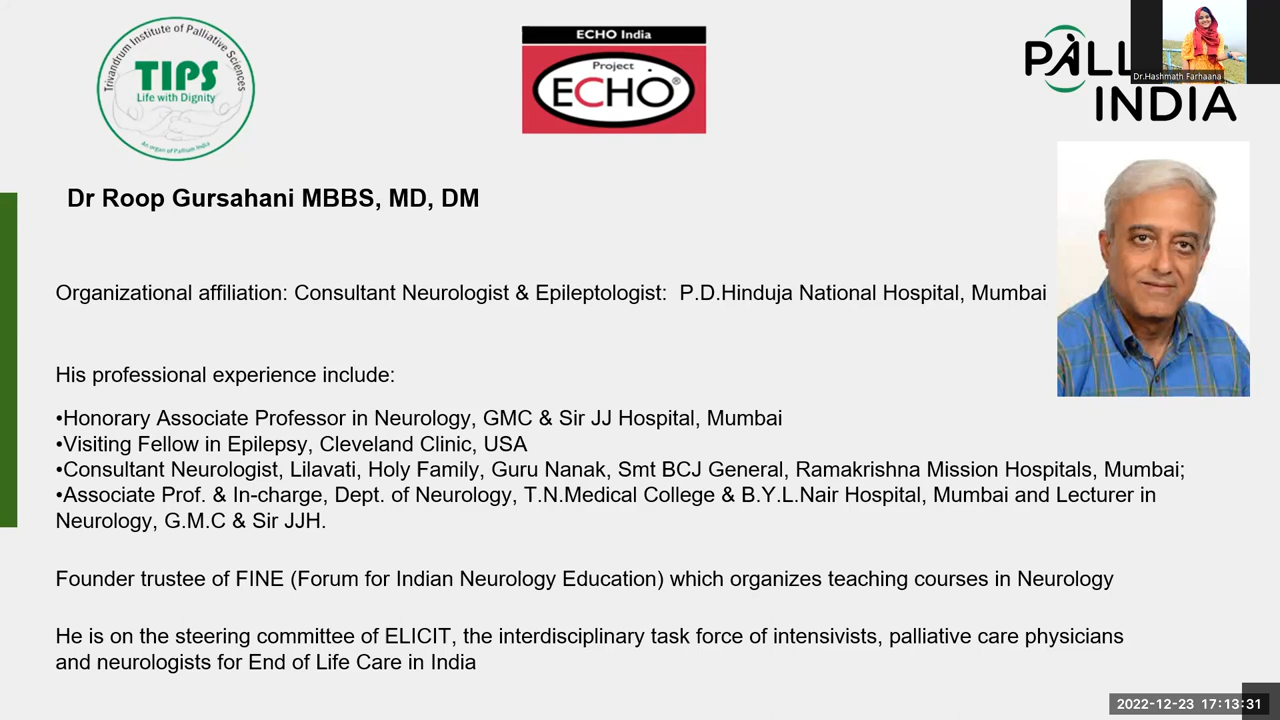 Trivandrum Institute of Palliative Sciences
TIPS
Life with Dignity
An organ of Pallium India
ECHO India
Project
ECHO®
PALL
INDIA
Dr.Hashmath Farhaana
Dr Roop Gursahani MBBS, MD, DM
Organizational affiliation: Consultant Neurologist & Epileptologist:  P.D.Hinduja National Hospital, Mumbai
His professional experience include:
•Honorary Associate Professor in Neurology, GMC & Sir JJ Hospital, Mumbai
•Visiting Fellow in Epilepsy, Cleveland Clinic, USA
•Consultant Neurologist, Lilavati, Holy Family, Guru Nanak, Smt BCJ General, Ramakrishna Mission Hospitals, Mumbai;
•Associate Prof. & In-charge, Dept. of Neurology, T.N.Medical College & B.Y.L.Nair Hospital, Mumbai and Lecturer in
Neurology, G.M.C & Sir JJH.
Founder trustee of FINE (Forum for Indian Neurology Education) which organizes teaching courses in Neurology
He is on the steering committee of ELICIT, the interdisciplinary task force of intensivists, palliative care physicians
and neurologists for End of Life Care in India
2022-12-23 17:13:31